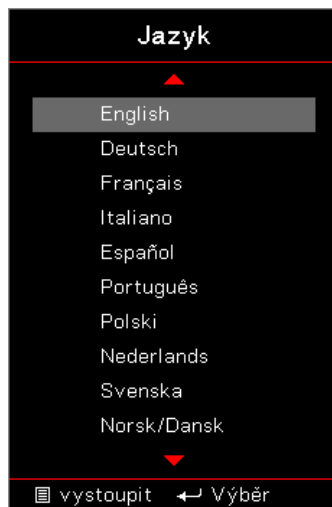 Jazyk
English
Deutsch
Français
Italiano
Español
Português
Polski
Nederlands
Svenska
Norsk/Dansk
vystoupit Výběr